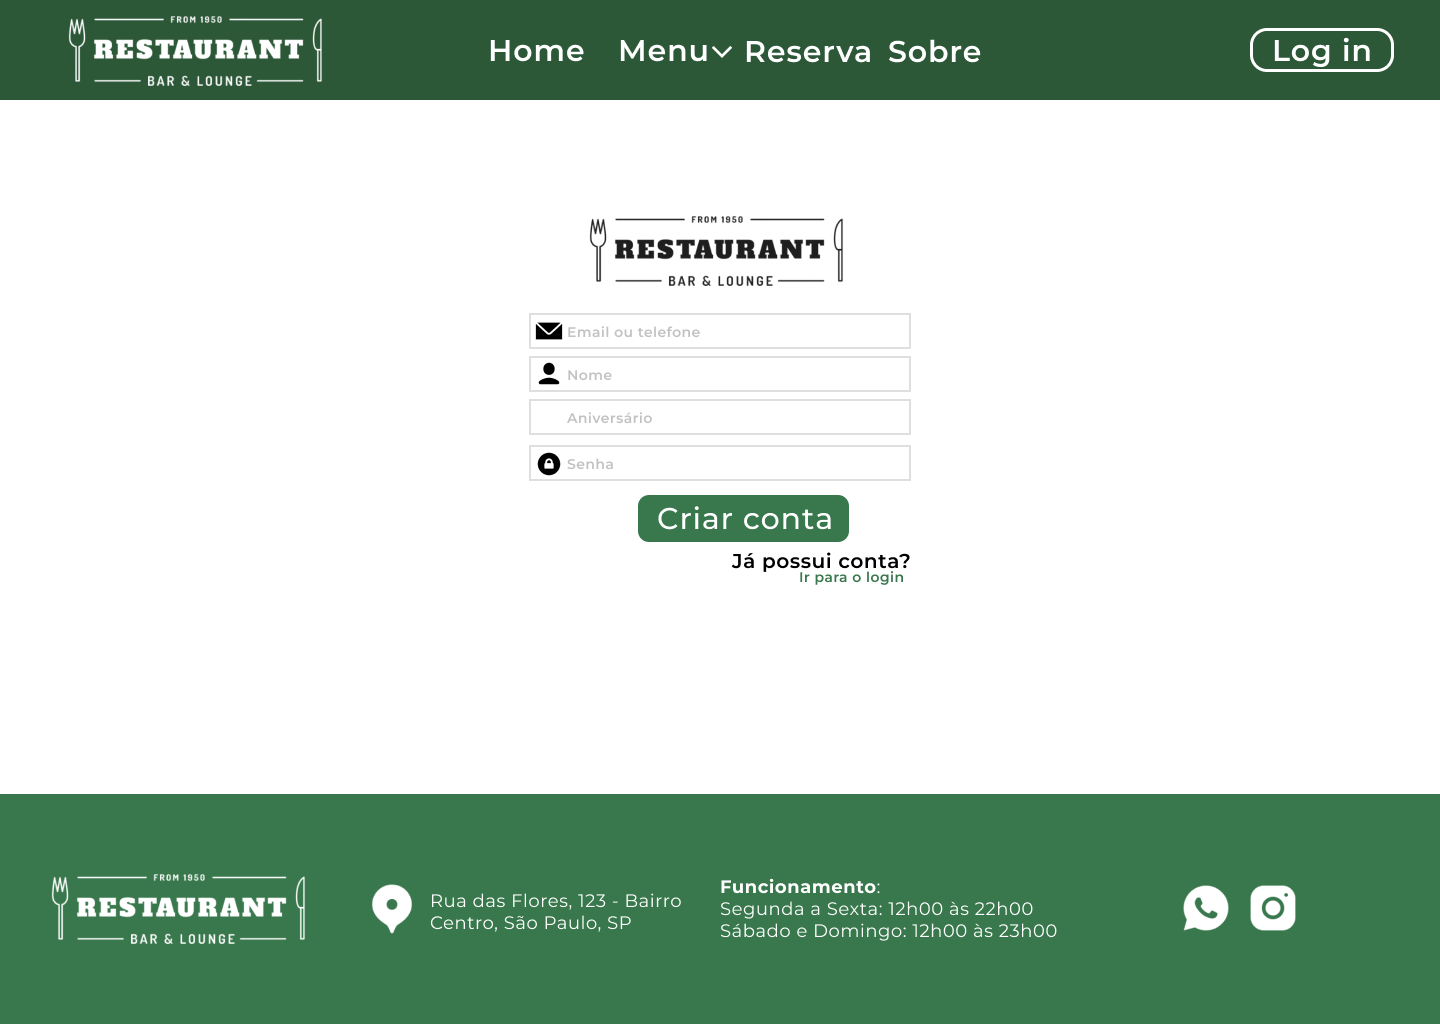 FROM 1950
RESTAURANT
BAR & LOUNGE
Home Menu Reserva Sobre
Log in
FROM 1950
RESTAURANT
BAR & LOUNGE
Email ou telefone
Nome
Aniversário
Senha
Criar conta
Já possui conta?
Ir para o login
FROM 1950
RESTAURANT
BAR & LOUNGE
Rua das Flores, 123 - Bairro
Centro, São Paulo, SP
Funcionamento:
Segunda a Sexta: 12h00 às 22h00
Sábado e Domingo: 12h00 às 23h00